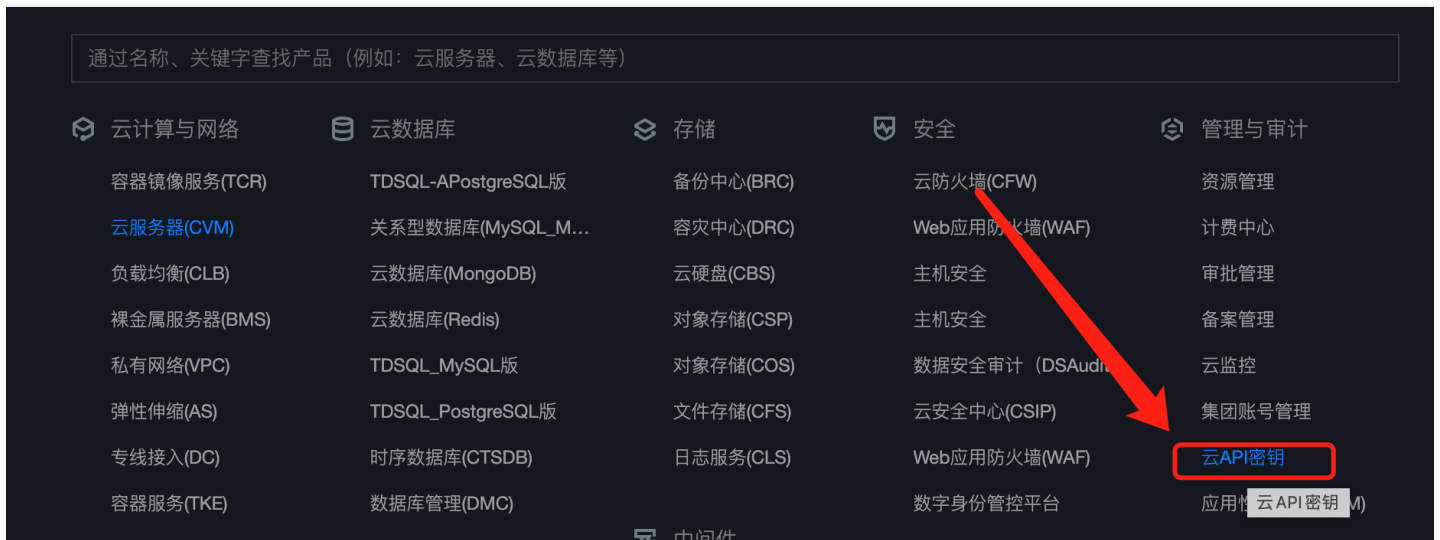 通过名称、关键字查找产品（例如：云服务器、云数据库等）
云计算与网络
容器镜像服务(TCR)
云服务器(CVM)
负载均衡(CLB)
裸金属服务器(BMS)
私有网络(VPC)
弹性伸缩(AS)
专线接入(DC)
容器服务(TKE)
云数据库
TDSQL-APostgreSQL版
关系型数据库(MySQL_M...
云数据库(MongoDB)
云数据库(Redis)
TDSQL_MySQL版
TDSQL_PostgreSQL版
时序数据库(CTSDB)
数据库管理(DMC)
存储
备份中心(BRC)
容灾中心(DRC)
云硬盘(CBS)
对象存储(CSP)
对象存储(COS)
文件存储(CFS)
日志服务(CLS)
中间件
安全
云防火墙(CFW)
Web应用防火墙(WAF)
主机安全
主机安全
数据安全审计（DSAudit
云安全中心(CSIP)
Web应用防火墙(WAF)
数字身份管控平台
管理与审计
资源管理
计费中心
审批管理
备案管理
云监控
集团账号管理
云API密钥
应用性
云API密钥